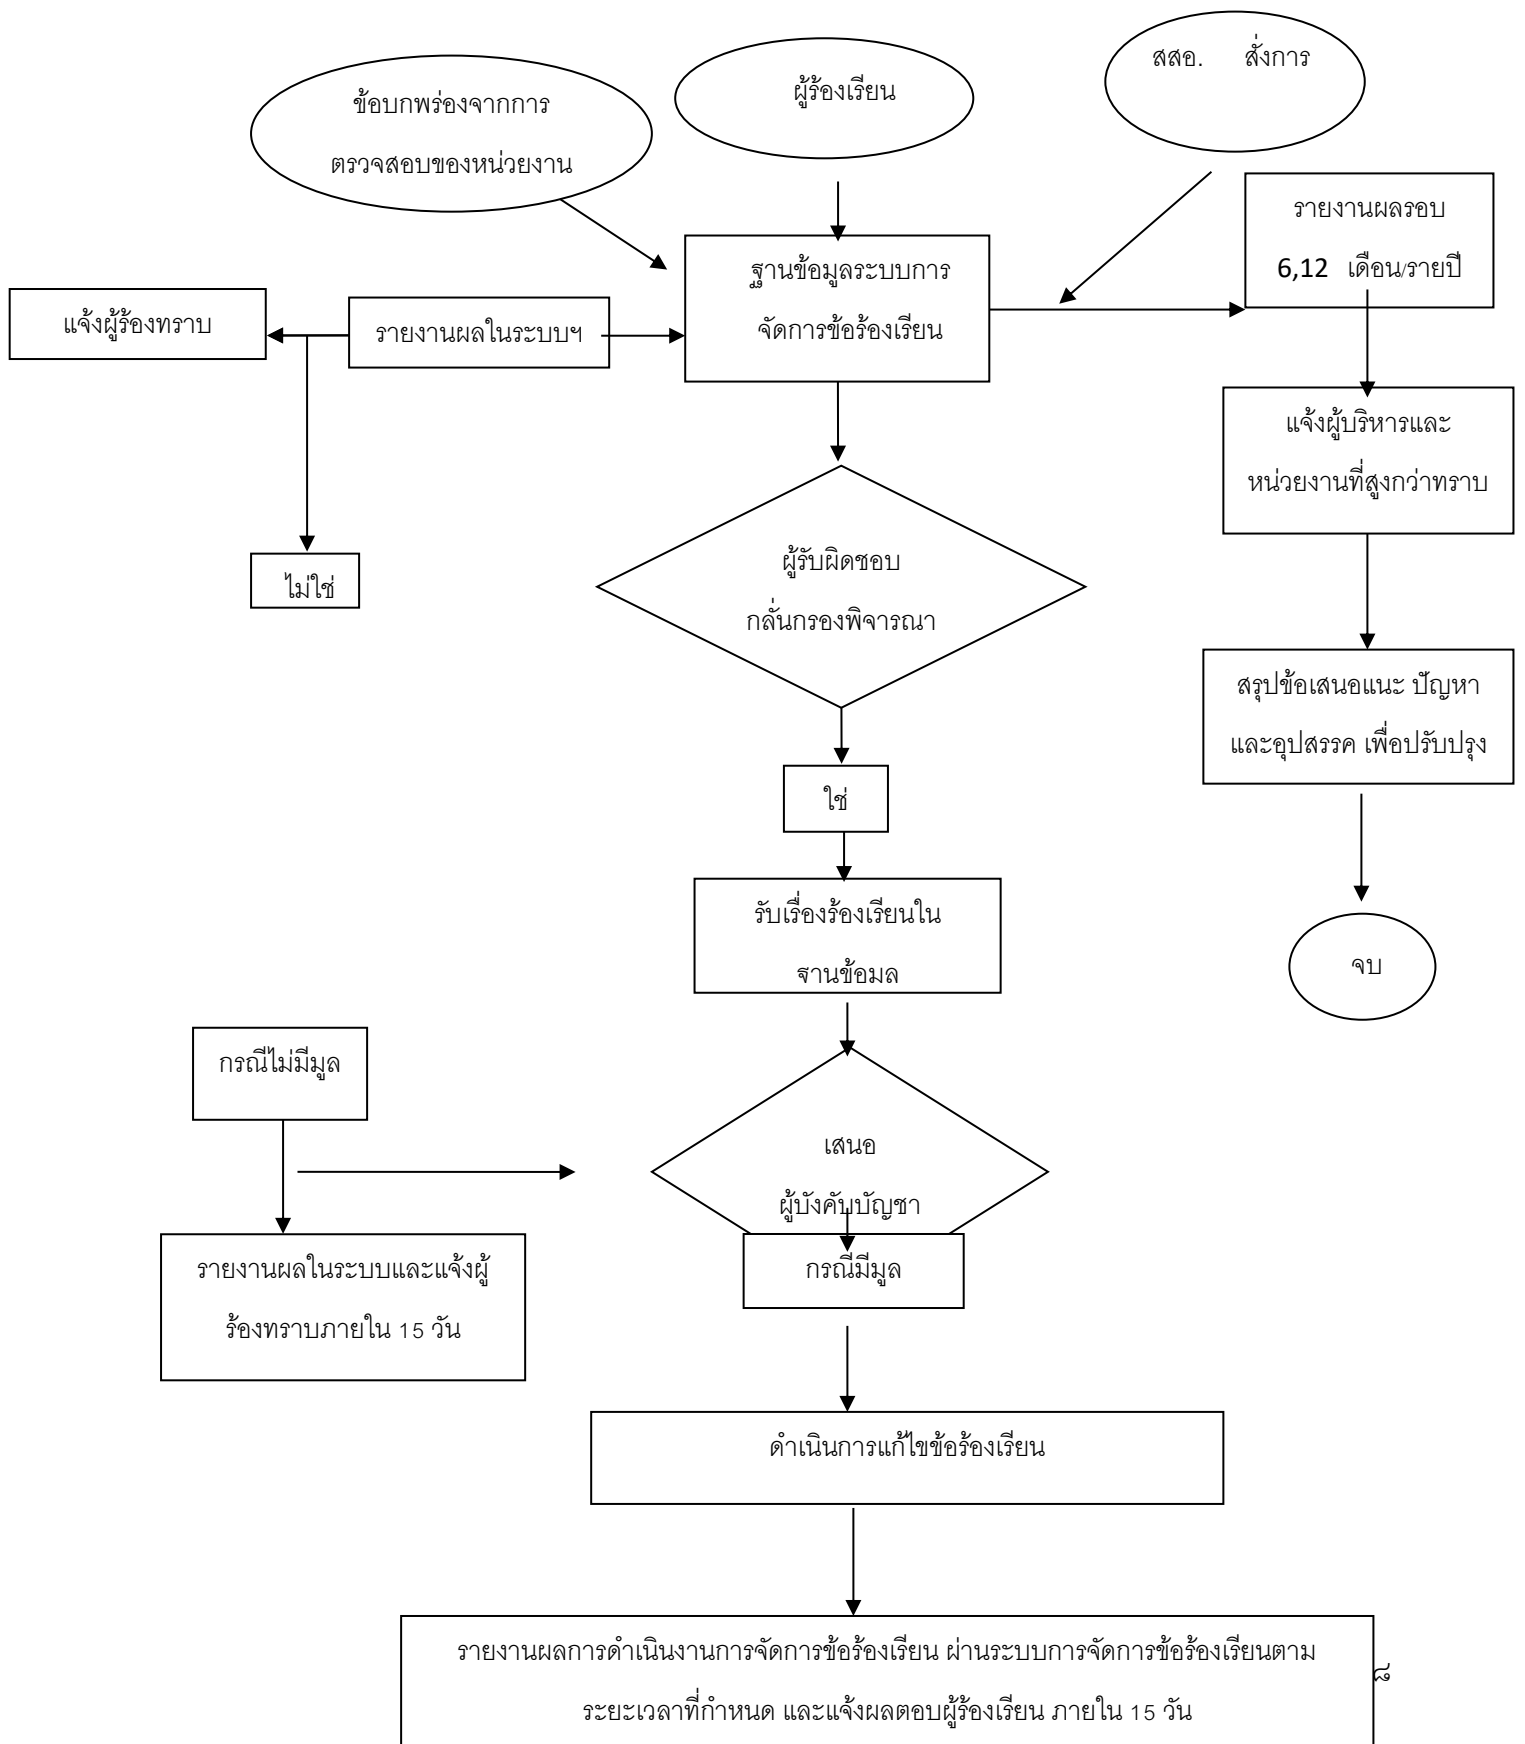 สสอ. สั่งการ
ผู้ร้องเรียน
ข้อบกพร่องจากการ
ตรวจสอบของหน่วยงาน
รายงานผลรอบ
6,12 เดือน/รายปี
ฐานข้อมูลระบบการ
จัดการข้อร้องเรียน
แจ้งผู้ร้องทราบ
รายงานผลในระบบฯ
แจ้งผู้บริหารและ
หน่วยงานที่สูงกว่าทราบ
ไม่ใช่
ผู้รับผิดชอบ
กลั่นกรองพิจารณา
สรุปข้อเสนอแนะ ปัญหา
และอุปสรรค เพื่อปรับปรุง
ใช่
รับเรื่องร้องเรียนใน
ฐานข้อมูล
จบ
กรณีไม่มีมูล
เสนอ
ผู้บังคับบัญชา
รายงานผลในระบบและแจ้งผู้
ร้องทราบภายใน 15 วัน
กรณีมีมูล
ดำเนินการแก้ไขข้อร้องเรียน
รายงานผลการดำเนินงานการจัดการข้อร้องเรียน ผ่านระบบการจัดการข้อร้องเรียนตาม
ระยะเวลาที่กำหนด และแจ้งผลตอบผู้ร้องเรียน ภายใน 15 วัน
๘